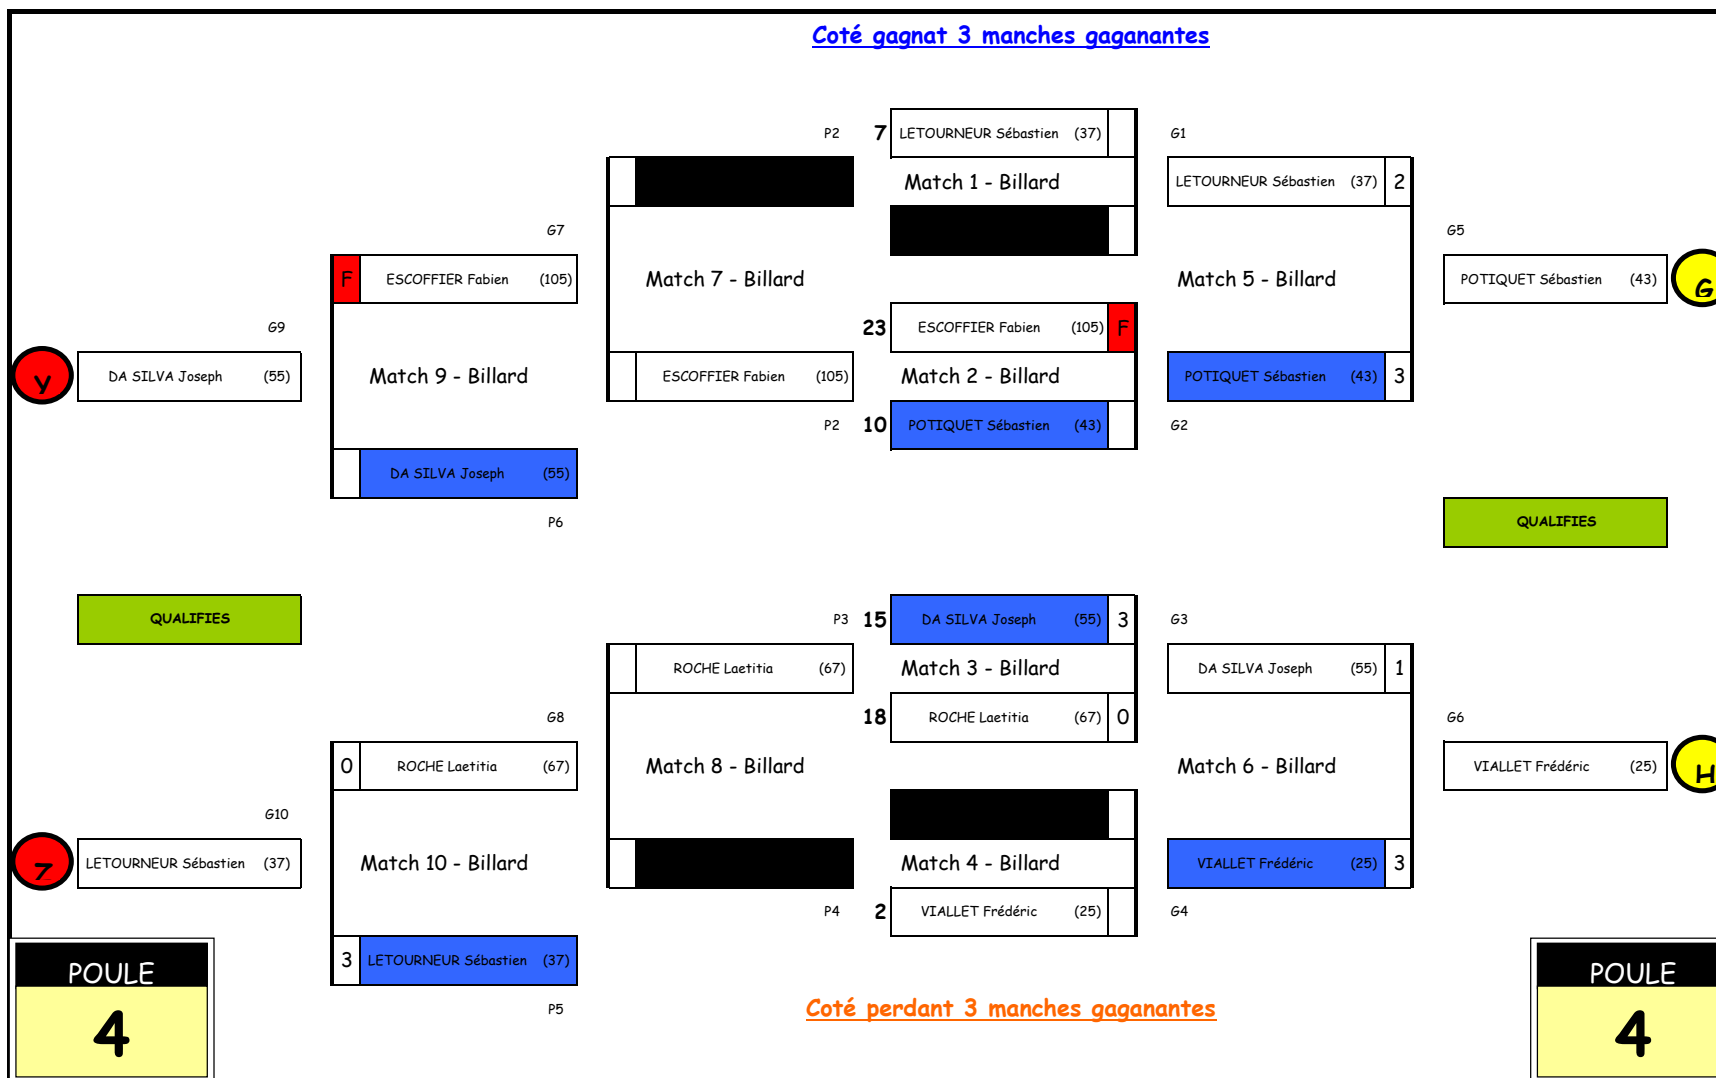 Coté gagnat 3 manches gaganantes
P2 7 LETOURNEUR Sébastien (37) G1
Match 1 - Billard LETOURNEUR Sébastien (37) 2
G7 G5
F ESCOFFIER Fabien (105) Match 7 - Billard Match 5 - Billard POTIQUET Sébastien (43) G
G9 23 ESCOFFIER Fabien (105) F
Y DA SILVA Joseph (55) Match 9 - Billard ESCOFFIER Fabien (105) Match 2 - Billard POTIQUET Sébastien (43) 3
P2 10 POTIQUET Sébastien (43) G2
DA SILVA Joseph (55)
P6 QUALIFIES
QUALIFIES P3 15 DA SILVA Joseph (55) 3 G3
ROCHE Laetitia (67) Match 3 - Billard DA SILVA Joseph (55) 1
G8 18 ROCHE Laetitia (67) 0 G6
0 ROCHE Laetitia (67) Match 8 - Billard Match 6 - Billard VIALLET Frédéric (25) H
G10
LETOURNEUR Sébastien (37) Match 10 - Billard Match 4 - Billard VIALLET Frédéric (25) 3
P4 2 VIALLET Frédéric (25) G4
3 LETOURNEUR Sébastien (37)
POULE POULE
P5 Coté perdant 3 manches gaganantes
4 4